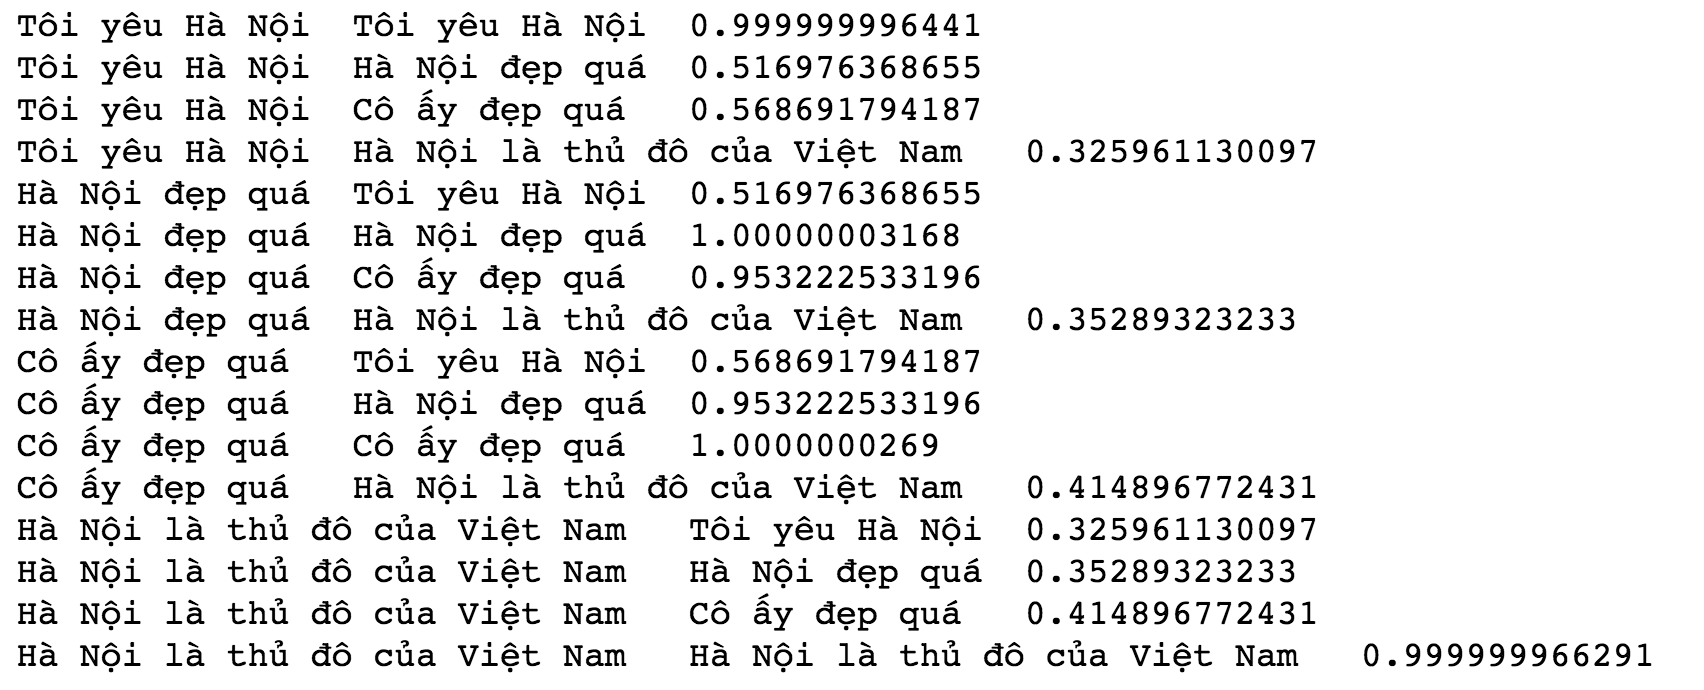 Tôi yêu Hà Nội  Tôi yêu Hà Nội  0.999999996441
Tôi yêu Hà Nội  Hà Nội đẹp quá  0.516976368655
Tôi yêu Hà Nội  Cô ấy đẹp quá   0.568691794187
Tôi yêu Hà Nội  Hà Nội là thủ đô của Việt Nam   0.325961130097
Hà Nội đẹp quá  Tôi yêu Hà Nội  0.516976368655
Hà Nội đẹp quá  Hà Nội đẹp quá  1.00000003168
Hà Nội đẹp quá  Cô ấy đẹp quá   0.953222533196
Hà Nội đẹp quá  Hà Nội là thủ đô của Việt Nam   0.35289323233
Cô ấy đẹp quá   Tôi yêu Hà Nội  0.568691794187
Cô ấy đẹp quá   Hà Nội đẹp quá  0.953222533196
Cô ấy đẹp quá   Cô ấy đẹp quá   1.0000000269
Cô ấy đẹp quá   Hà Nội là thủ đô của Việt Nam   0.414896772431
Hà Nội là thủ đô của Việt Nam   Tôi yêu Hà Nội  0.325961130097
Hà Nội là thủ đô của Việt Nam   Hà Nội đẹp quá  0.35289323233
Hà Nội là thủ đô của Việt Nam   Cô ấy đẹp quá   0.414896772431
Hà Nội là thủ đô của Việt Nam   Hà Nội là thủ đô của Việt Nam   0.999999966291